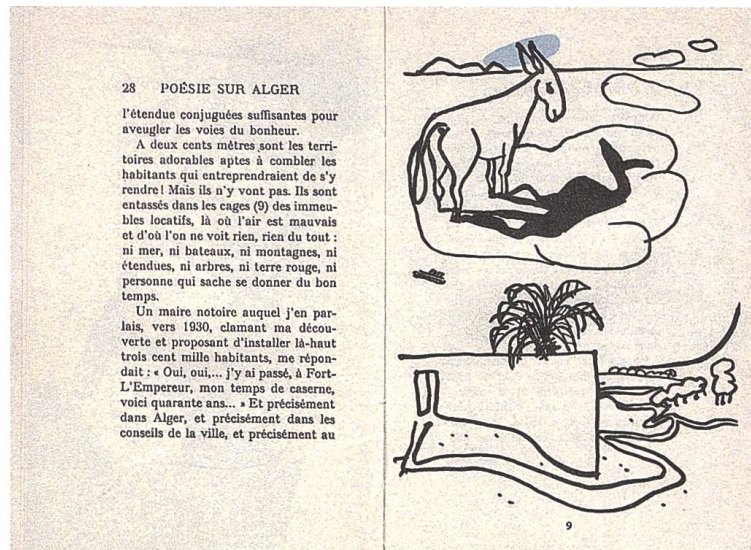 28 POÉSIE SUR ALGER
l'étendue conjuguées suffisantes pour
aveugler les voies du bonheur.
A deux cents mètres sont les terri-
toires adorables aptes à combler les
habitants qui entreprendraient de s'y
rendre! Mais ils n'y vont pas. Ils sont
entassés dans les cages (9) des immeu-
bles locatifs, là où l'air est mauvais
et d'où l'on ne voit rien, rien du tout :
ni mer, ni bateaux, ni montagnes, ni
étendues, ni arbres, ni terre rouge, ni
personne qui sache se donner du bon
temps.
Un maire notoire auquel j'en par-
lais, vers 1930, clamant ma décou-
verte et proposant d'installer là-haut
trois cent mille habitants, me répon-
dait : « Oui, oui,... j'y ai passé, à Fort-
L'Empereur, mon temps de caserne,
voici quarante ans... » Et précisément
dans Alger, et précisément dans les
conseils de la ville, et précisément au
9